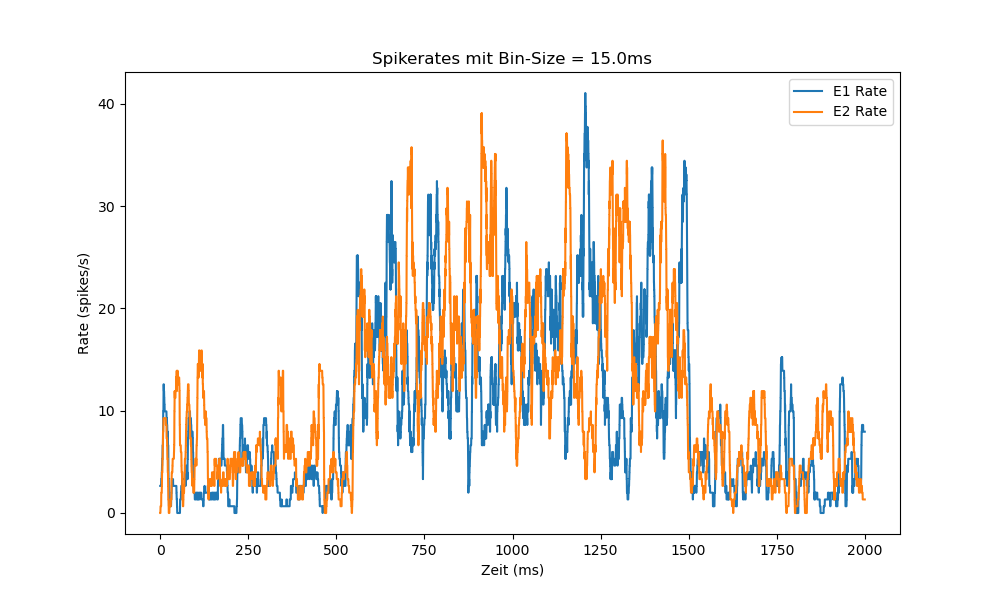 Spikerates mit Bin-Size = 15.0ms
E1 Rate
E2 Rate
Rate (spikes/s)
40
30
20
10
0
0 250 500 750 1000 1250 1500 1750 2000
Zeit (ms)